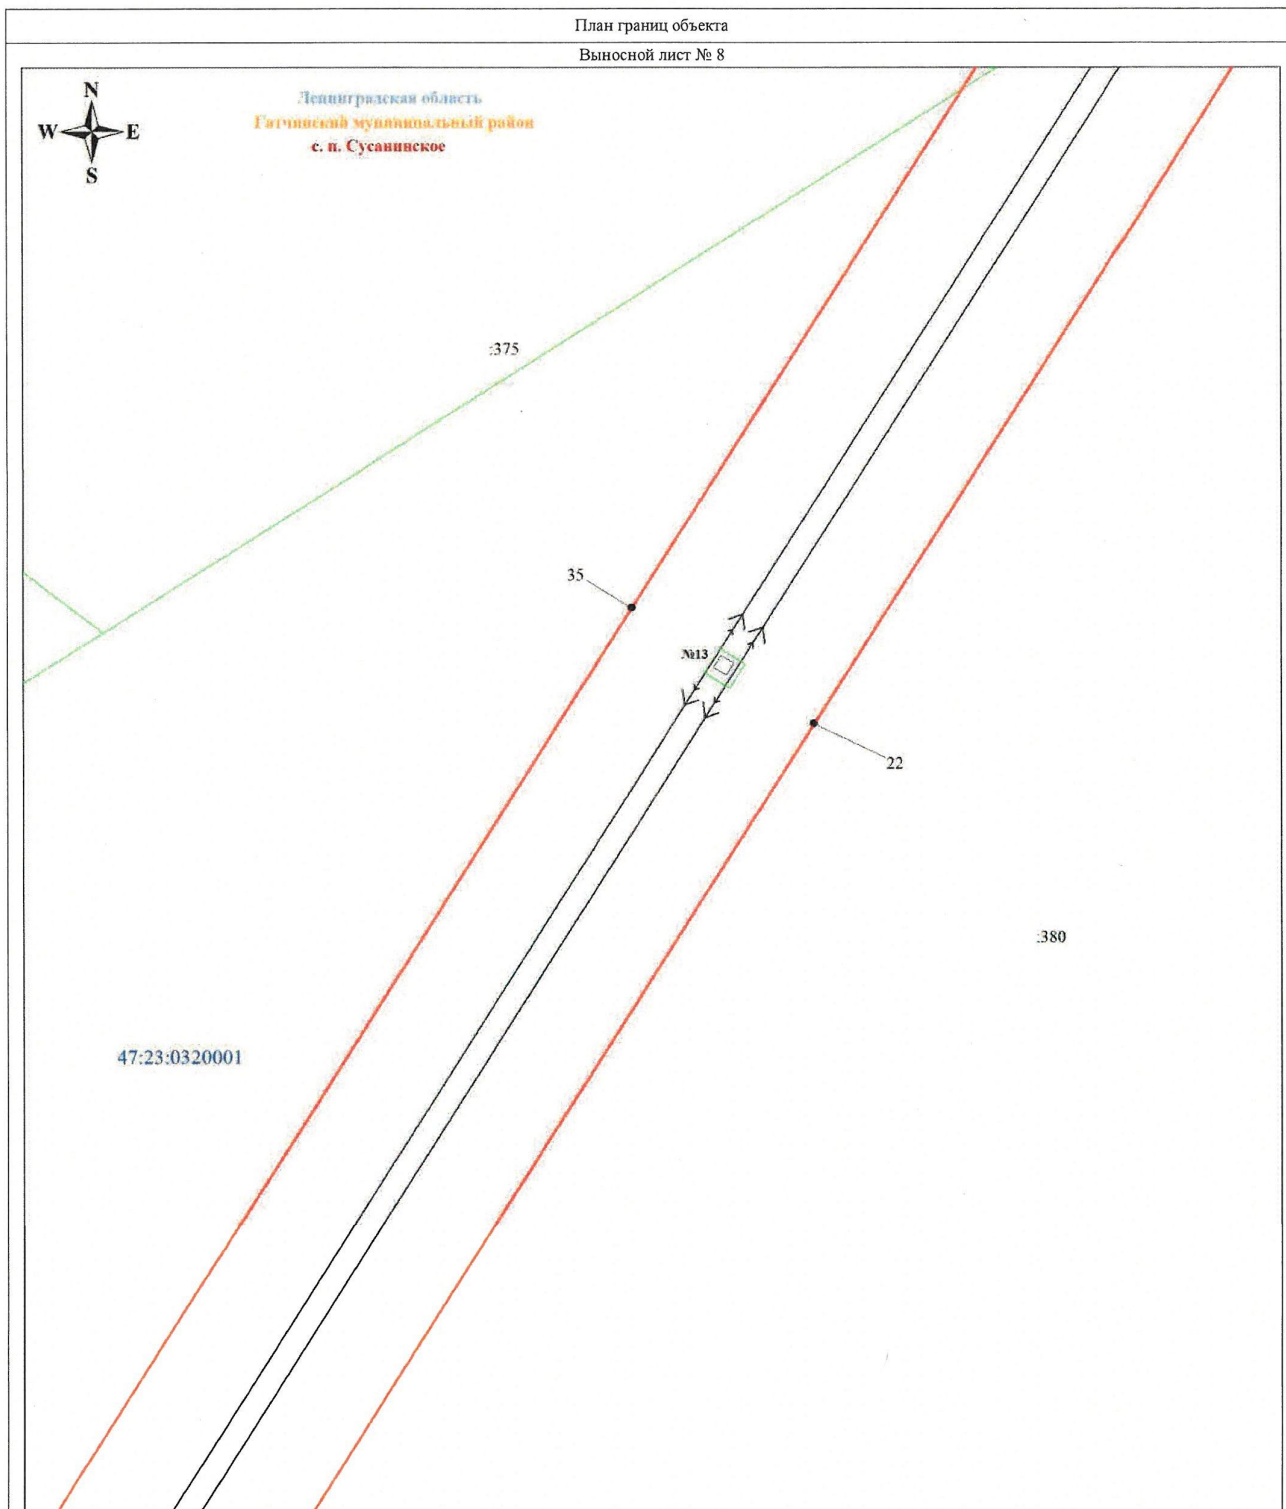 План границ объекта
Выносной лист № 8
N
W E
S
Ленинградская область
Гатчинский муниципальный район
с. п. Сусанинское
:375
35
№13
22
:380
47:23:0320001